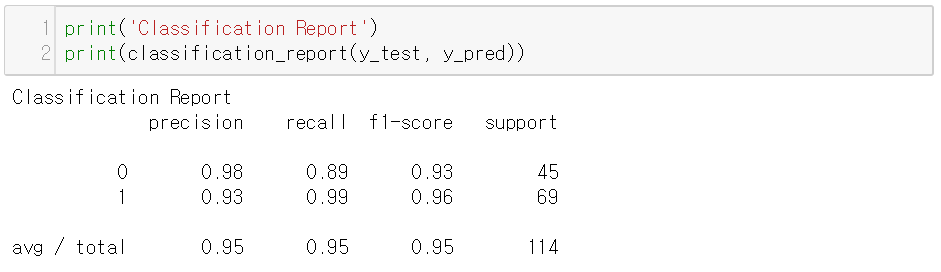 1 print('Classification Report')
2 print(classification_report(y_test, y_pred))
Classification Report
precision recall f1-score support
0 0.98 0.89 0.93 45
1 0.93 0.99 0.96 69
avg / total 0.95 0.95 0.95 114